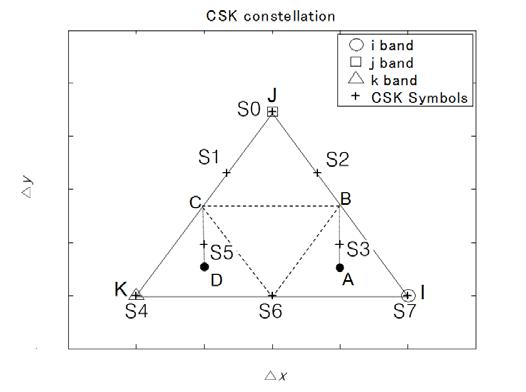 CSK constellation
i band
j band
k band
CSK Symbols
J
S0
S1
S2
C
B
S5
S3
D
A
K
I
S4
S6
S7
△y
△x